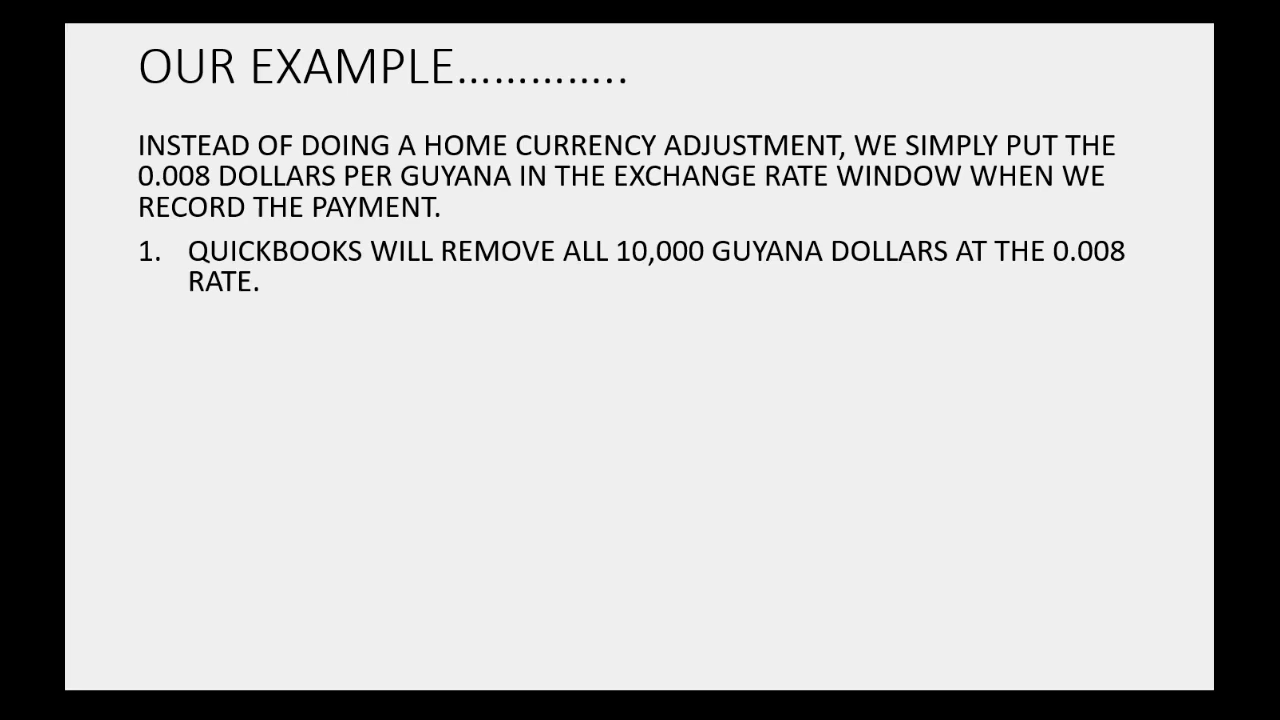 OUR EXAMPLE…………..
INSTEAD OF DOING A HOME CURRENCY ADJUSTMENT, WE SIMPLY PUT THE
0.008 DOLLARS PER GUYANA IN THE EXCHANGE RATE WINDOW WHEN WE
RECORD THE PAYMENT.
1. QUICKBOOKS WILL REMOVE ALL 10,000 GUYANA DOLLARS AT THE 0.008
RATE.